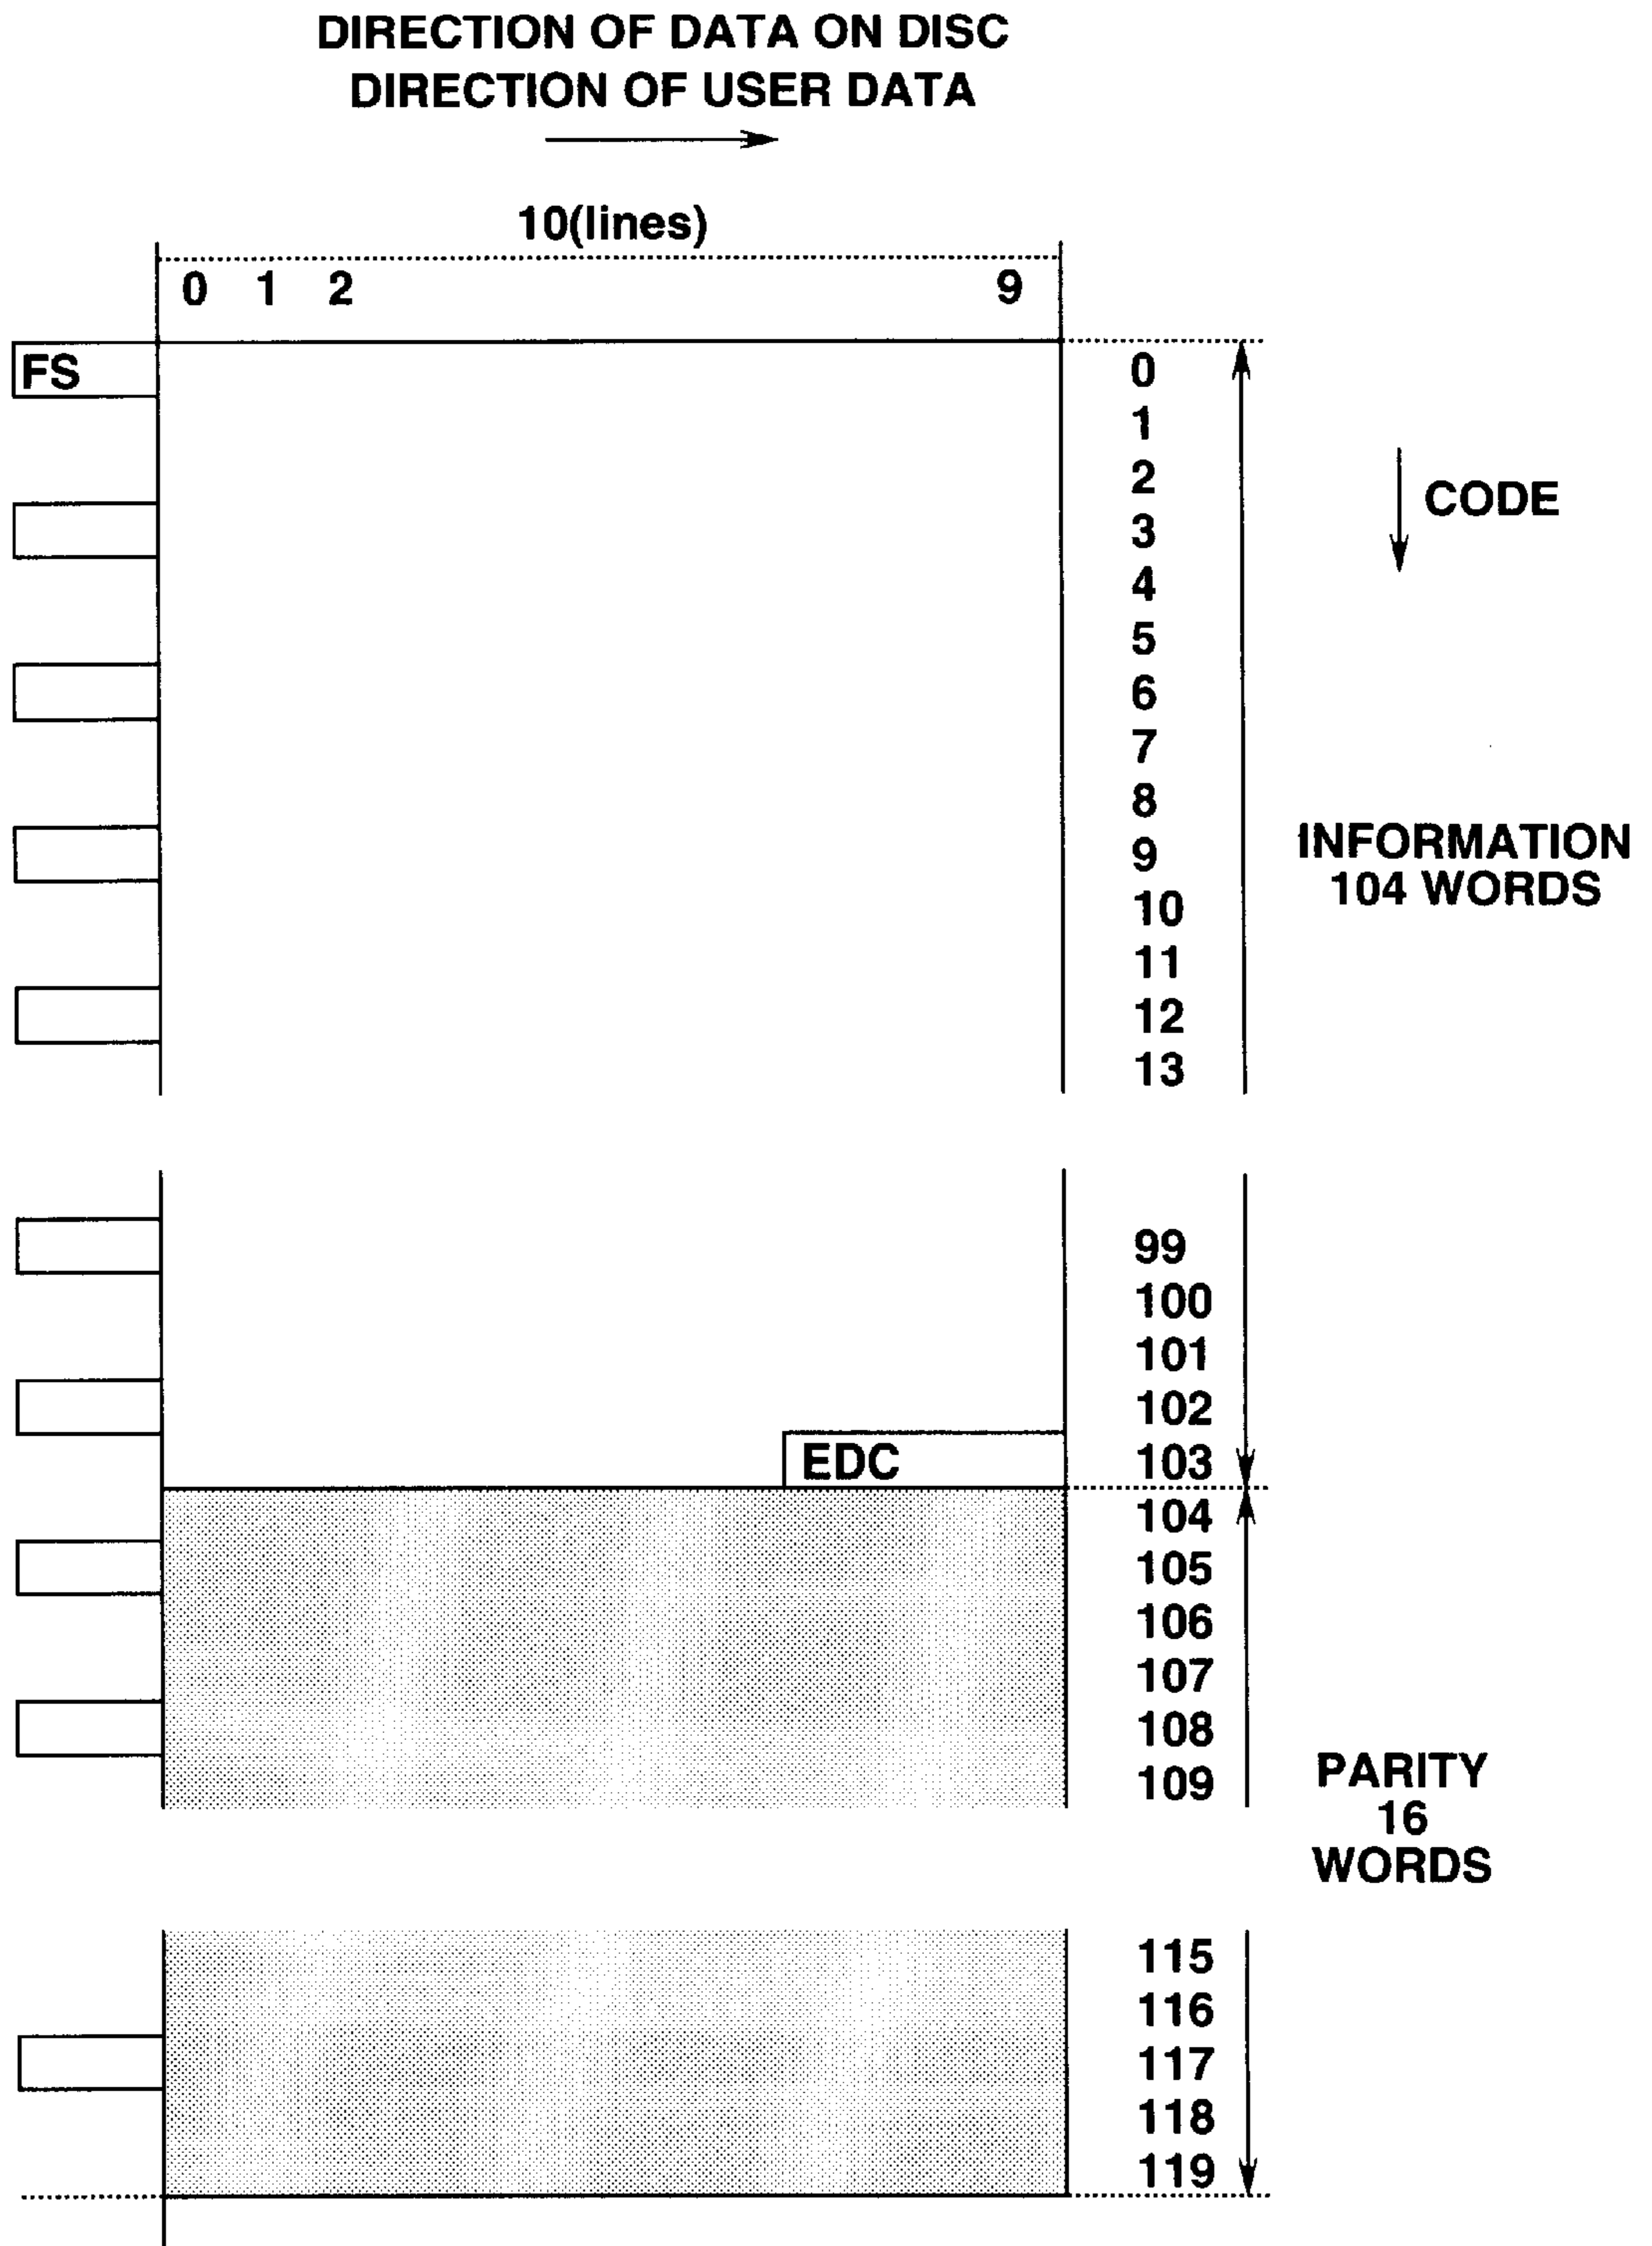 DIRECTION OF DATA ON DISC
DIRECTION OF USER DATA
10(lines)
0 1 2 9
FS 0
1
2
CODE
3
4
5
6
7
8
INFORMATION
9
104 WORDS
10
11
12
13
99
100
101
102
EDC 103
104
105
106
107
108
109
PARITY
16
WORDS
115
116
117
118
119